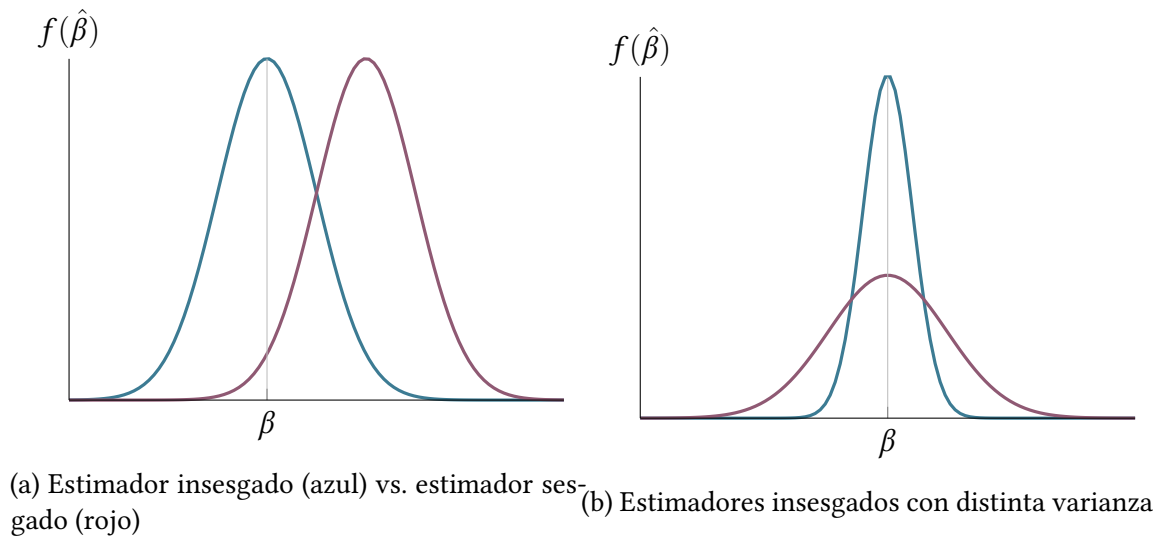 f(β̂)
β
(a) Estimador insesgado (azul) vs. estimador ses-
gado (rojo)
f(β̂)
β
(b) Estimadores insesgados con distinta varianza